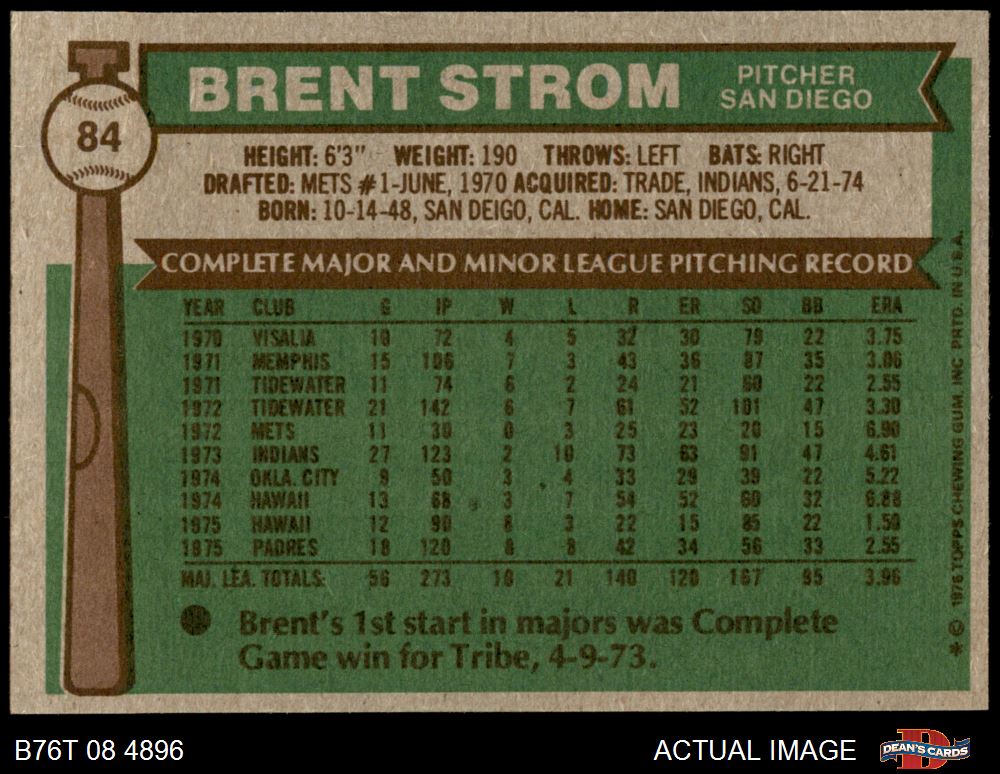 BRENT STROM
PITCHER
SAN DIEGO
84
HEIGHT: 6'3" WEIGHT: 190 THROWS: LEFT BATS: RIGHT
DRAFTED: METS #1-JUNE, 1970 ACQUIRED: TRADE, INDIANS, 6-21-74
BORN: 10-14-48, SAN DEIGO, CAL. HOME: SAN DIEGO, CAL.
COMPLETE MAJOR AND MINOR LEAGUE PITCHING RECORD
YEAR CLUB G IP W L R ER SO BB ERA
1970 VISALIA 10 72 4 5 32 30 79 22 3.75
1971 MEMPHIS 15 106 7 3 43 36 87 35 3.06
1971 TIDEWATER 11 74 6 2 24 21 60 22 2.55
1972 TIDEWATER 21 142 6 7 61 52 101 47 3.30
1972 METS 11 30 0 3 25 23 20 15 6.90
1973 INDIANS 27 123 2 10 73 63 91 47 4.61
1974 OKLA. CITY 9 50 3 4 33 29 39 22 5.22
1974 HAWAII 13 68 3 7 54 52 60 32 6.88
1975 HAWAII 12 90 8 3 22 15 85 22 1.50
1975 PADRES 18 120 8 8 42 34 56 33 2.55
MAJ. LEA. TOTALS: 56 273 10 21 140 120 167 95 3.96
Brent's 1st start in majors was Complete
Game win for Tribe, 4-9-73.
* © 1976 TOPPS CHEWING GUM, INC. PRTD. IN U.S.A.
B76T 08 4896
ACTUAL IMAGE
DEAN'S CARDS